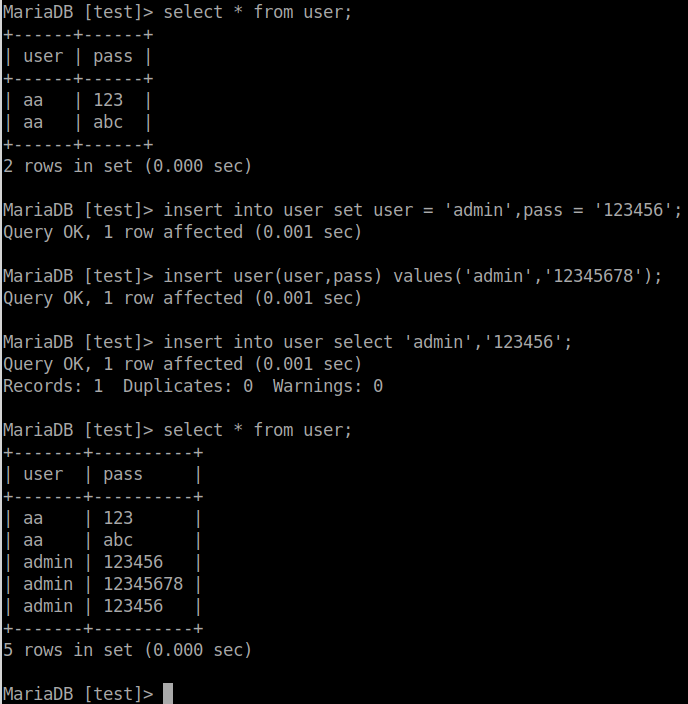 MariaDB [test]> select * from user;
+------+------+
| user | pass |
+------+------+
| aa   | 123  |
| aa   | abc  |
+------+------+
2 rows in set (0.000 sec)

MariaDB [test]> insert into user set user = 'admin',pass = '123456';
Query OK, 1 row affected (0.001 sec)

MariaDB [test]> insert user(user,pass) values('admin','12345678');
Query OK, 1 row affected (0.001 sec)

MariaDB [test]> insert into user select 'admin','123456';
Query OK, 1 row affected (0.001 sec)
Records: 1  Duplicates: 0  Warnings: 0

MariaDB [test]> select * from user;
+-------+----------+
| user  | pass     |
+-------+----------+
| aa    | 123      |
| aa    | abc      |
| admin | 123456   |
| admin | 12345678 |
| admin | 123456   |
+-------+----------+
5 rows in set (0.000 sec)

MariaDB [test]>